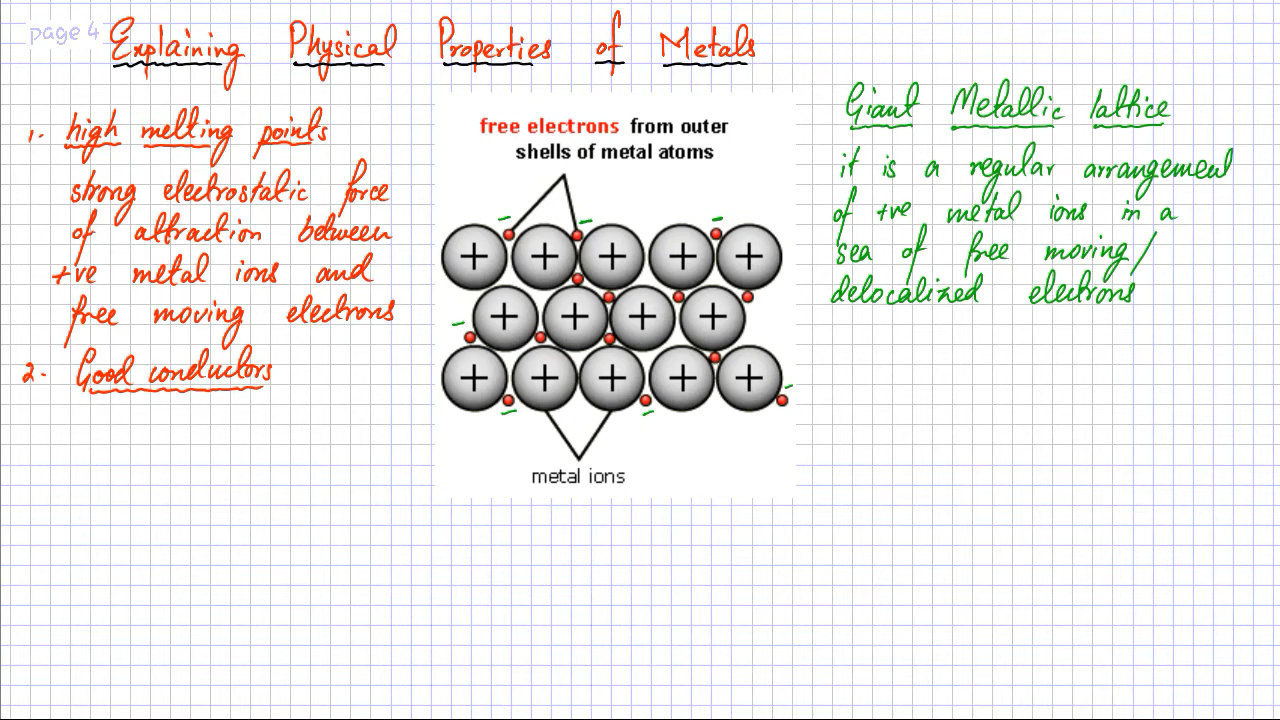 page 4
Explaining Physical Properties of Metals
1. high melting points
strong electrostatic force
of attraction between
+ve metal ions and
free moving electrons
2. Good conductors
free electrons from outer
shells of metal atoms
+ + + + +
+ + + +
+ + + + +
metal ions
Giant Metallic lattice
it is a regular arrangement
of +ve metal ions in a
sea of free moving/
delocalized electrons